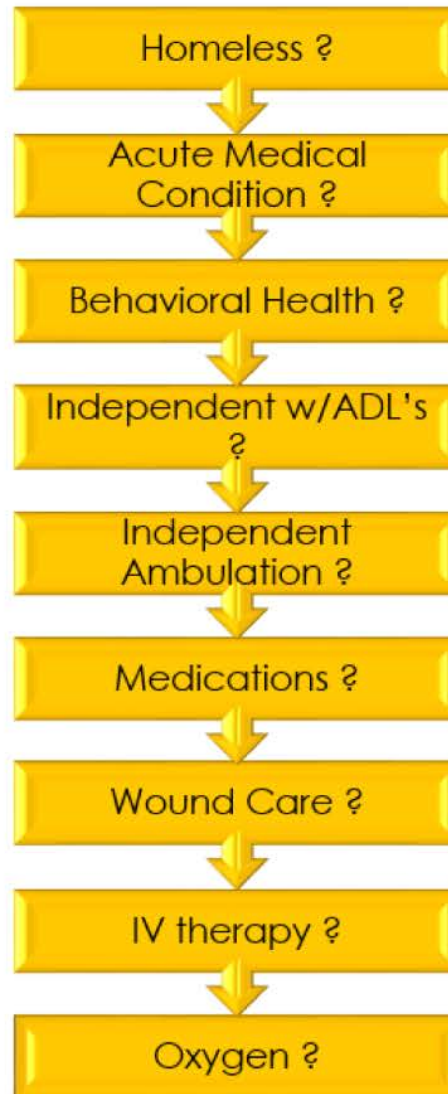 Homeless ?
Acute Medical
Condition ?
Behavioral Health ?
Independent w/ADL's
?
Independent
Ambulation ?
Medications ?
Wound Care ?
IV therapy ?
Oxygen ?